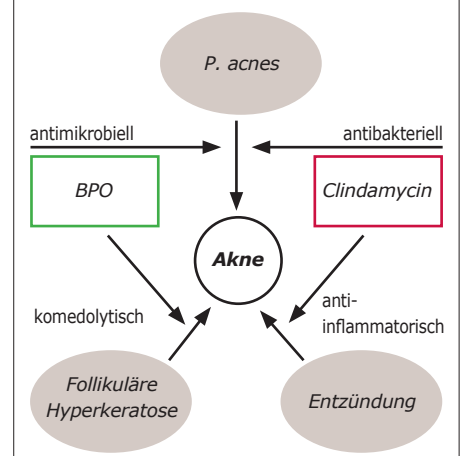 P. acnes
antimikrobiell
antibakteriell
BPO
Clindamycin
Akne
komedolytisch
anti-
inflammatorisch
Follikuläre
Hyperkeratose
Entzündung